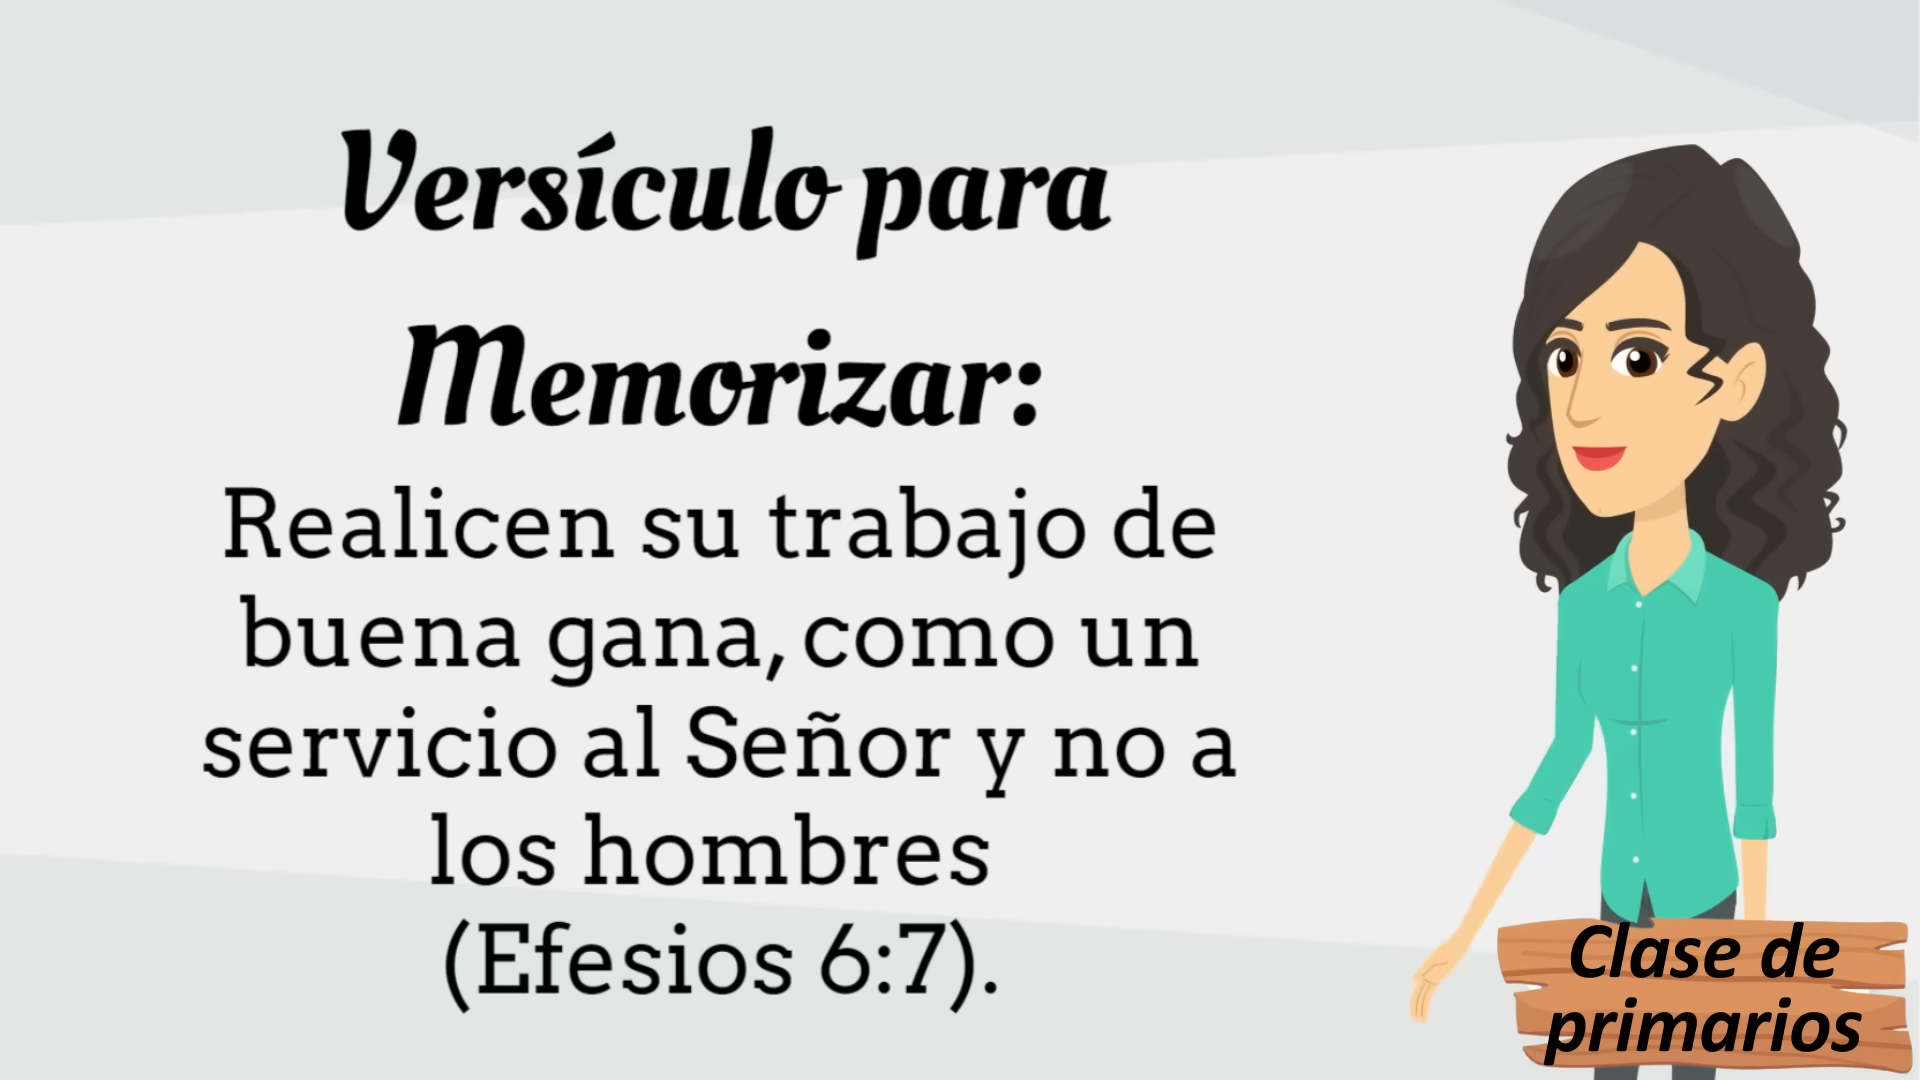 Versículo para
Memorizar:
Realicen su trabajo de
buena gana, como un
servicio al Señor y no a
los hombres
(Efesios 6:7).
Clase de
primarios